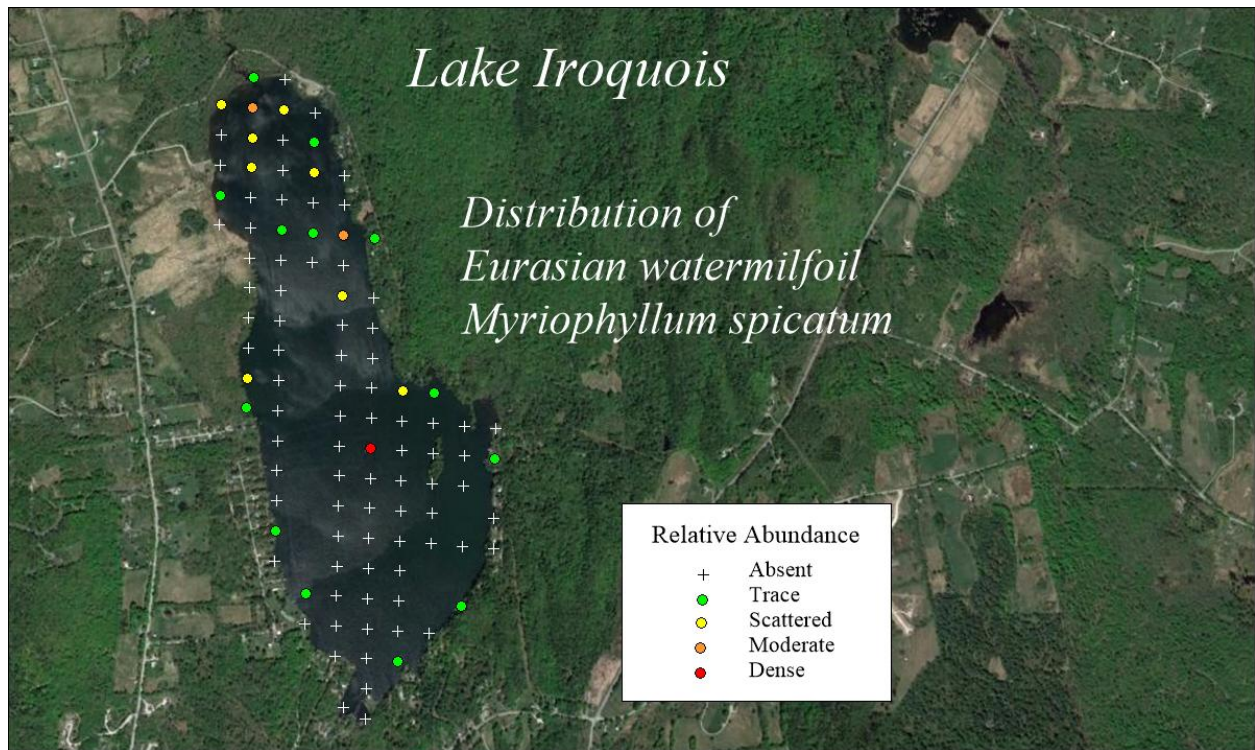 Lake Iroquois
Distribution of
Eurasian watermilfoil
Myriophyllum spicatum
Relative Abundance
Absent
Trace
Scattered
Moderate
Dense